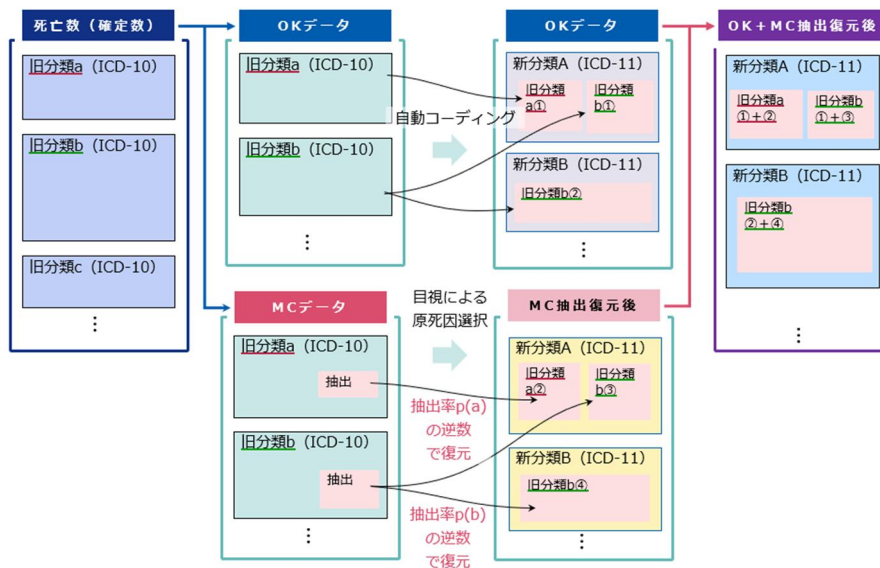 死亡数（確定数）
旧分類a（ICD-10）
旧分類b（ICD-10）
旧分類c（ICD-10）
⋮
OKデータ
旧分類a（ICD-10）
旧分類b（ICD-10）
⋮
自動コーディング
OKデータ
新分類A（ICD-11）
旧分類
a①
旧分類
b①
新分類B（ICD-11）
旧分類b②
⋮
OK＋MC抽出復元後
新分類A（ICD-11）
旧分類a
①＋②
旧分類b
①＋③
新分類B（ICD-11）
旧分類b
②＋④
⋮
MCデータ
旧分類a（ICD-10）
抽出
旧分類b（ICD-10）
抽出
⋮
目視による
原死因選択
抽出率p(a)
の逆数
で復元
抽出率p(b)
の逆数
で復元
MC抽出復元後
新分類A（ICD-11）
旧分類
a②
旧分類
b③
新分類B（ICD-11）
旧分類b④
⋮